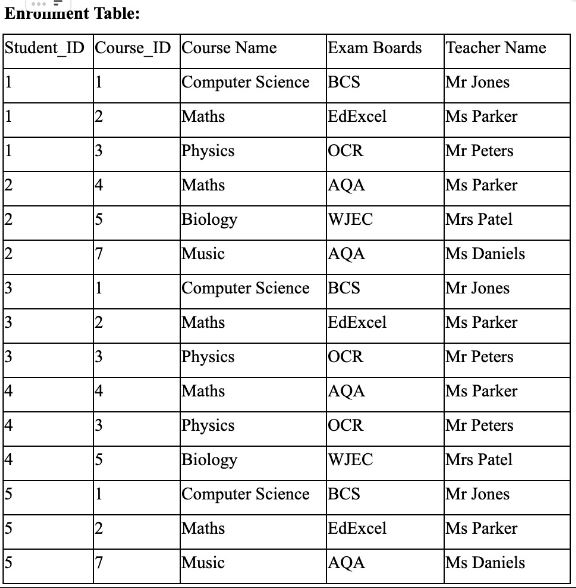 Enrollment Table:
Student_ID Course_ID Course Name Exam Boards Teacher Name
1 1 Computer Science BCS Mr Jones
1 2 Maths EdExcel Ms Parker
1 3 Physics OCR Mr Peters
2 4 Maths AQA Ms Parker
2 5 Biology WJEC Mrs Patel
2 7 Music AQA Ms Daniels
3 1 Computer Science BCS Mr Jones
3 2 Maths EdExcel Ms Parker
3 3 Physics OCR Mr Peters
4 4 Maths AQA Ms Parker
4 3 Physics OCR Mr Peters
4 5 Biology WJEC Mrs Patel
5 1 Computer Science BCS Mr Jones
5 2 Maths EdExcel Ms Parker
5 7 Music AQA Ms Daniels